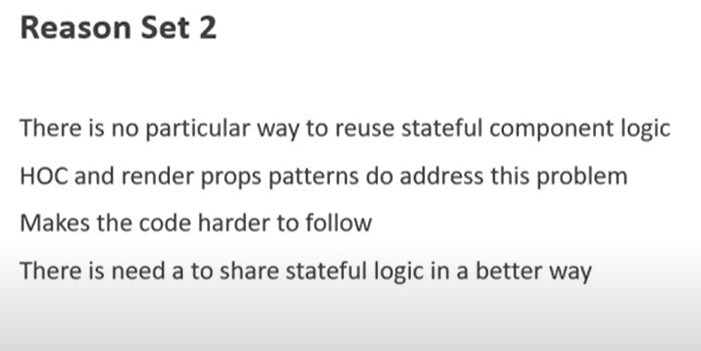 Reason Set 2
There is no particular way to reuse stateful component logic
HOC and render props patterns do address this problem
Makes the code harder to follow
There is need a to share stateful logic in a better way